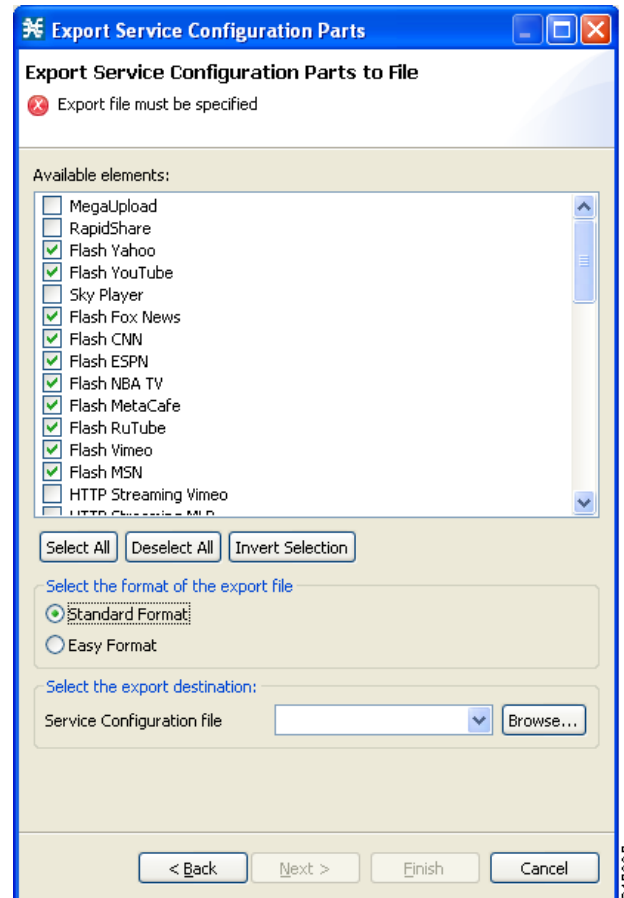 Export Service Configuration Parts
Export Service Configuration Parts to File
Export file must be specified
Available elements:
MegaUpload
RapidShare
Flash Yahoo
Flash YouTube
Sky Player
Flash Fox News
Flash CNN
Flash ESPN
Flash NBA TV
Flash MetaCafe
Flash RuTube
Flash Vimeo
Flash MSN
HTTP Streaming Vimeo
HTTP Streaming
Select All Deselect All Invert Selection
Select the format of the export file
Standard Format
Easy Format
Select the export destination:
Service Configuration file Browse...
< Back Next > Finish Cancel